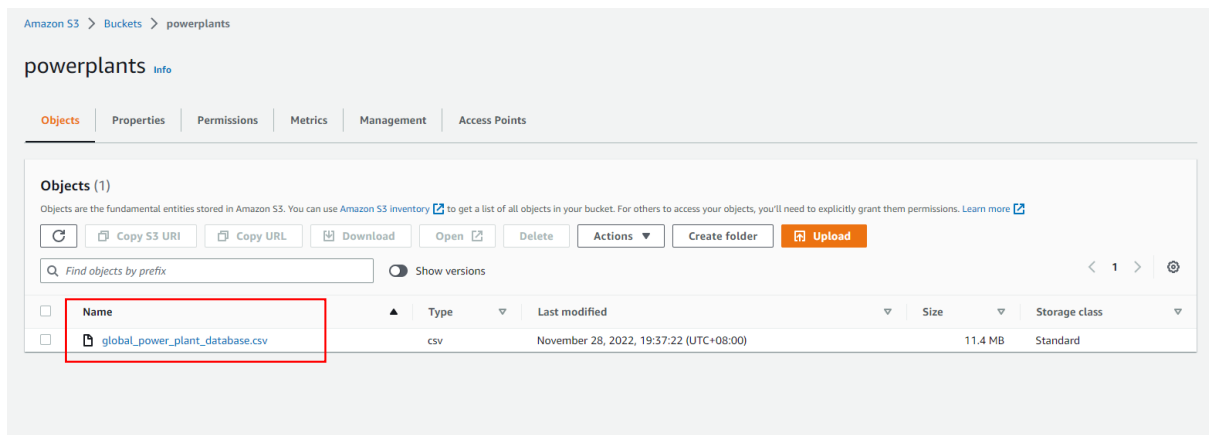 Amazon S3 > Buckets > powerplants
powerplants Info
Objects Properties Permissions Metrics Management Access Points
Objects (1)
Objects are the fundamental entities stored in Amazon S3. You can use Amazon S3 inventory to get a list of all objects in your bucket. For others to access your objects, you'll need to explicitly grant them permissions. Learn more
Copy S3 URI Copy URL Download Open Delete Actions Create folder Upload
Find objects by prefix Show versions < 1 >
Name Type Last modified Size Storage class
global_power_plant_database.csv csv November 28, 2022, 19:37:22 (UTC+08:00) 11.4 MB Standard